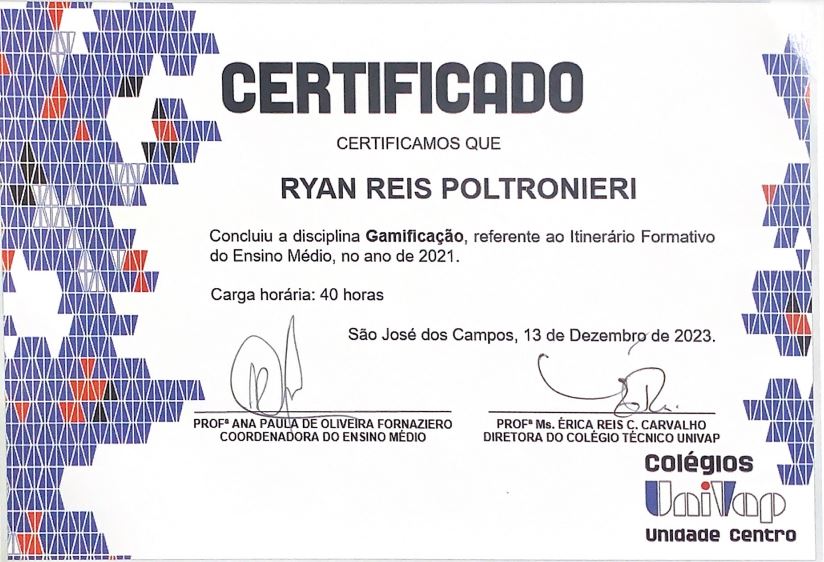 CERTIFICADO
CERTIFICAMOS QUE
RYAN REIS POLTRONIERI
Concluiu a disciplina Gamificação, referente ao Itinerário Formativo
do Ensino Médio, no ano de 2021.
Carga horária: 40 horas
São José dos Campos, 13 de Dezembro de 2023.
PROFª ANA PAULA DE OLIVEIRA FORNAZIERO
COORDENADORA DO ENSINO MÉDIO
PROFª Ms. ÉRICA REIS C. CARVALHO
DIRETORA DO COLÉGIO TÉCNICO UNIVAP
Colégios
UniVap
Unidade Centro